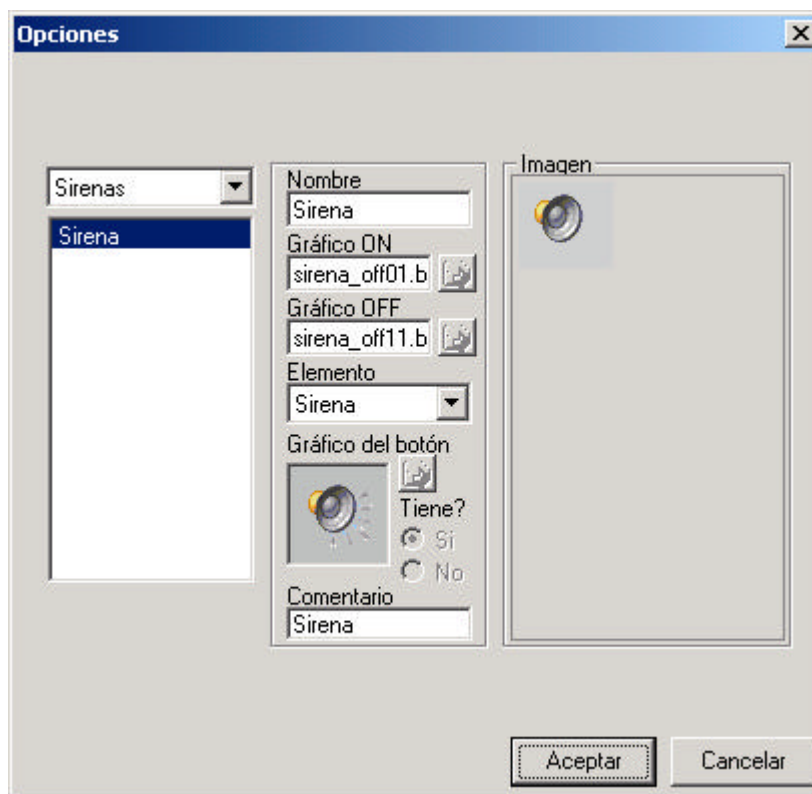 Opciones
Sirenas
Sirena
Nombre
Sirena
Gráfico ON
sirena_off01.b
Gráfico OFF
sirena_off11.b
Elemento
Sirena
Gráfico del botón
Tiene?
Si
No
Comentario
Sirena
Imagen
Aceptar
Cancelar